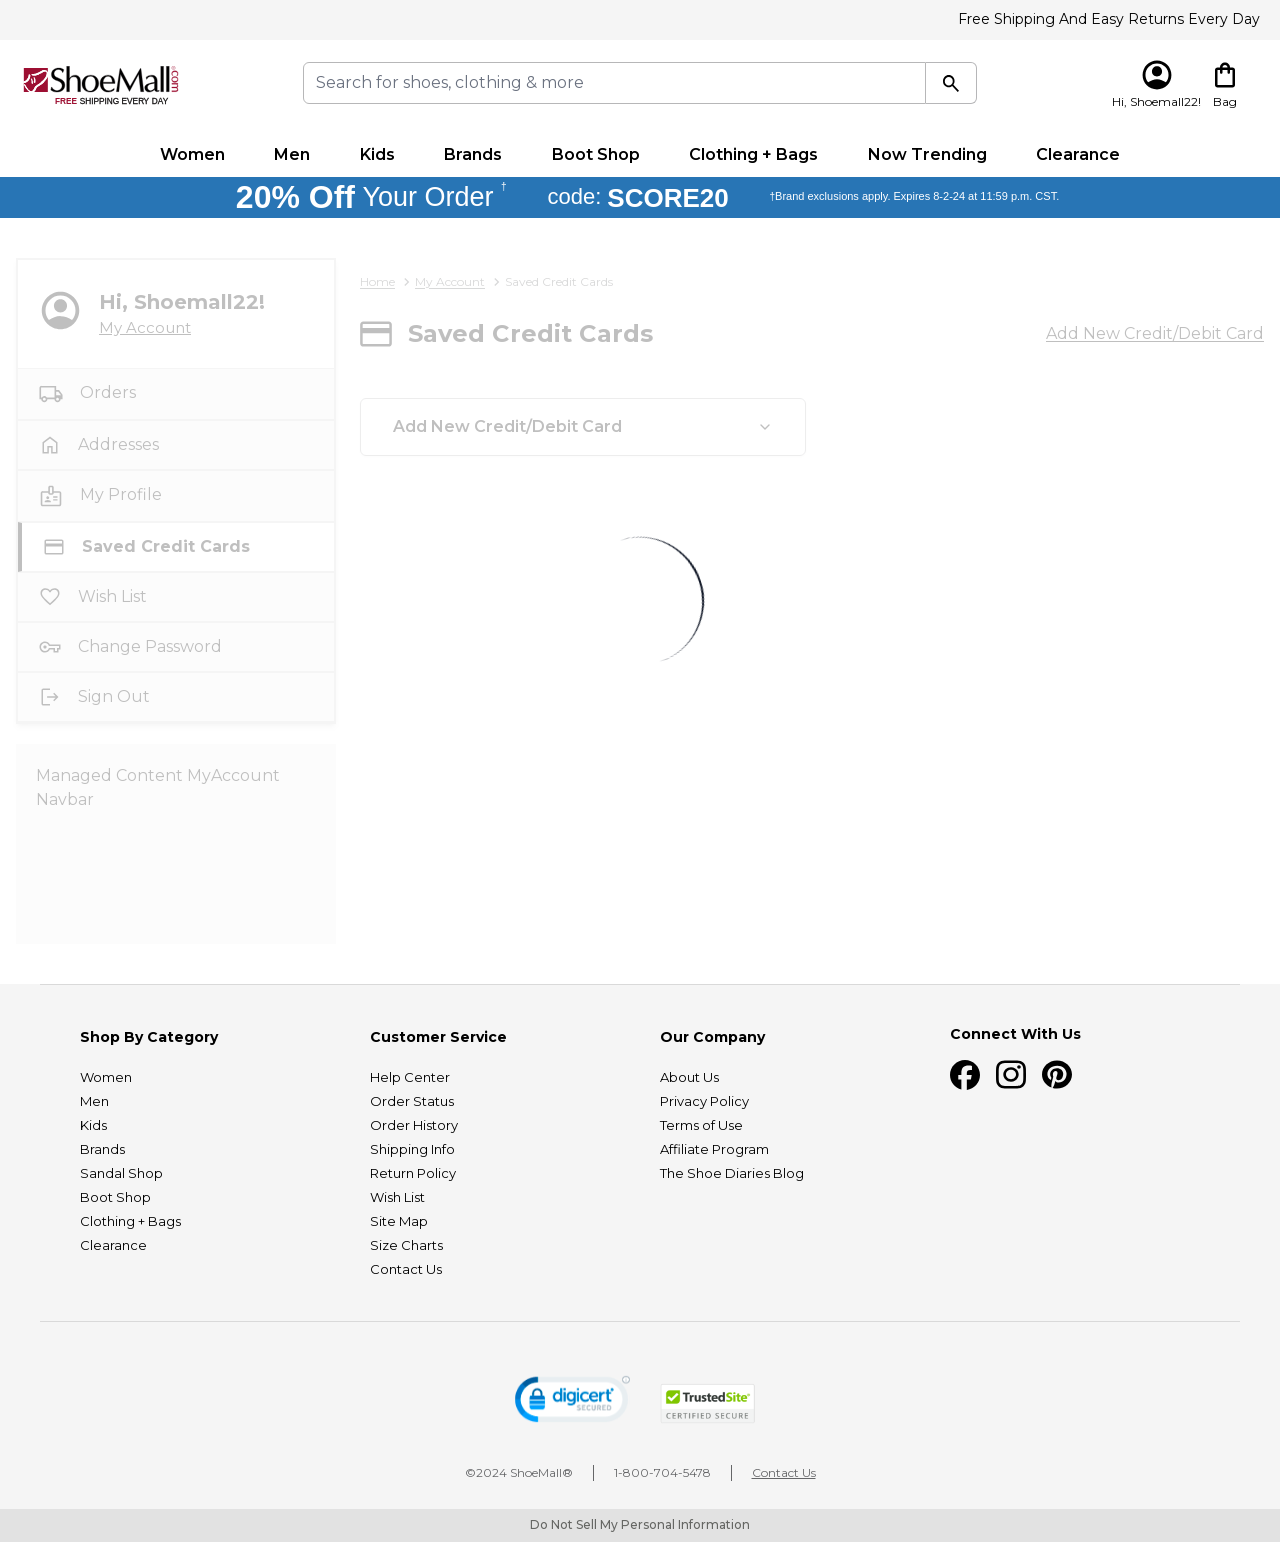 Free Shipping And Easy Returns Every Day
ShoeMall.com
FREE SHIPPING EVERY DAY
Search for shoes, clothing & more
Hi, Shoemall22!
Bag
Women Men Kids Brands Boot Shop Clothing + Bags Now Trending Clearance
20% Off Your Order † code: SCORE20 †Brand exclusions apply. Expires 8-2-24 at 11:59 p.m. CST.
Hi, Shoemall22!
My Account
Orders
Addresses
My Profile
Saved Credit Cards
Wish List
Change Password
Sign Out
Managed Content MyAccount
Navbar
Home My Account Saved Credit Cards
Saved Credit Cards
Add New Credit/Debit Card
Add New Credit/Debit Card
Shop By Category
Women
Men
Kids
Brands
Sandal Shop
Boot Shop
Clothing + Bags
Clearance
Customer Service
Help Center
Order Status
Order History
Shipping Info
Return Policy
Wish List
Site Map
Size Charts
Contact Us
Our Company
About Us
Privacy Policy
Terms of Use
Affiliate Program
The Shoe Diaries Blog
Connect With Us
digicert
SECURED
TrustedSite
CERTIFIED SECURE
©2024 ShoeMall®
1-800-704-5478
Contact Us
Do Not Sell My Personal Information